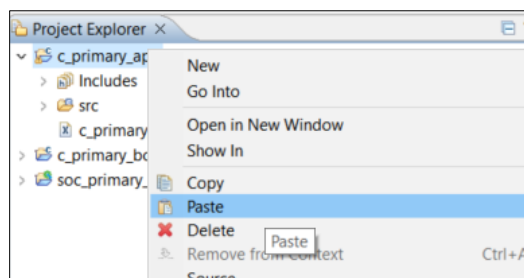 Project Explorer
c_primary_ap
Includes
src
c_primary
c_primary_bo
soc_primary_
New
Go Into
Open in New Window
Show In
Copy
Paste
Delete
Paste
Remove from Context
Ctrl+A
Source